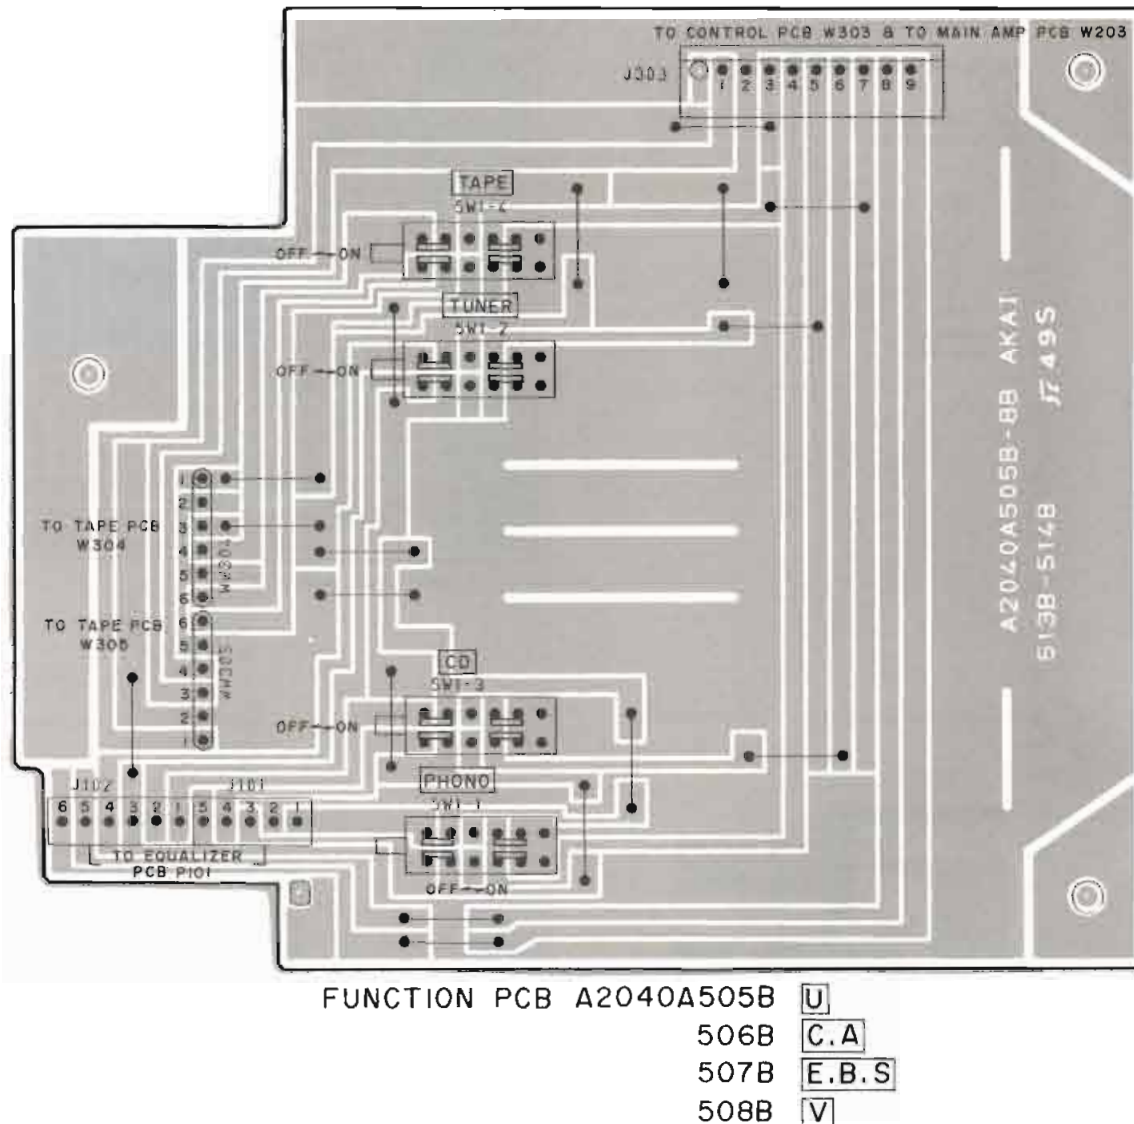 TO CONTROL PCB W303 & TO MAIN AMP PCB W203
J303
1 2 3 4 5 6 7 8 9
TAPE
SW1-4
OFF↔ON
TUNER
SW1-2
OFF↔ON
1
2
3
4
5
6
TO TAPE PCB
W304
WW304
6
5
4
3
2
1
TO TAPE PCB
W305
WW305
CD
SW1-3
OFF↔ON
PHONO
SW1-1
OFF↔ON
J102 J101
6 5 4 3 2 1 5 4 3 2 1
TO EQUALIZER
PCB P101
A2040A505B-8B AKAI
513B-514B
49S
FUNCTION PCB A2040A505B U
506B C.A
507B E.B.S
508B V